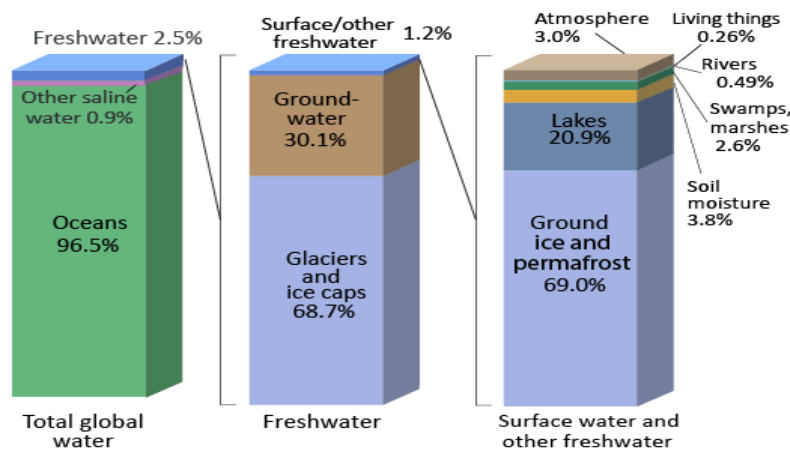 Freshwater 2.5%
Other saline
water 0.9%
Oceans
96.5%
Total global
water
Surface/other
freshwater
1.2%
Ground-
water
30.1%
Glaciers
and
ice caps
68.7%
Freshwater
Atmosphere
3.0%
Living things
0.26%
Rivers
0.49%
Swamps,
marshes
2.6%
Soil
moisture
3.8%
Lakes
20.9%
Ground
ice and
permafrost
69.0%
Surface water and
other freshwater